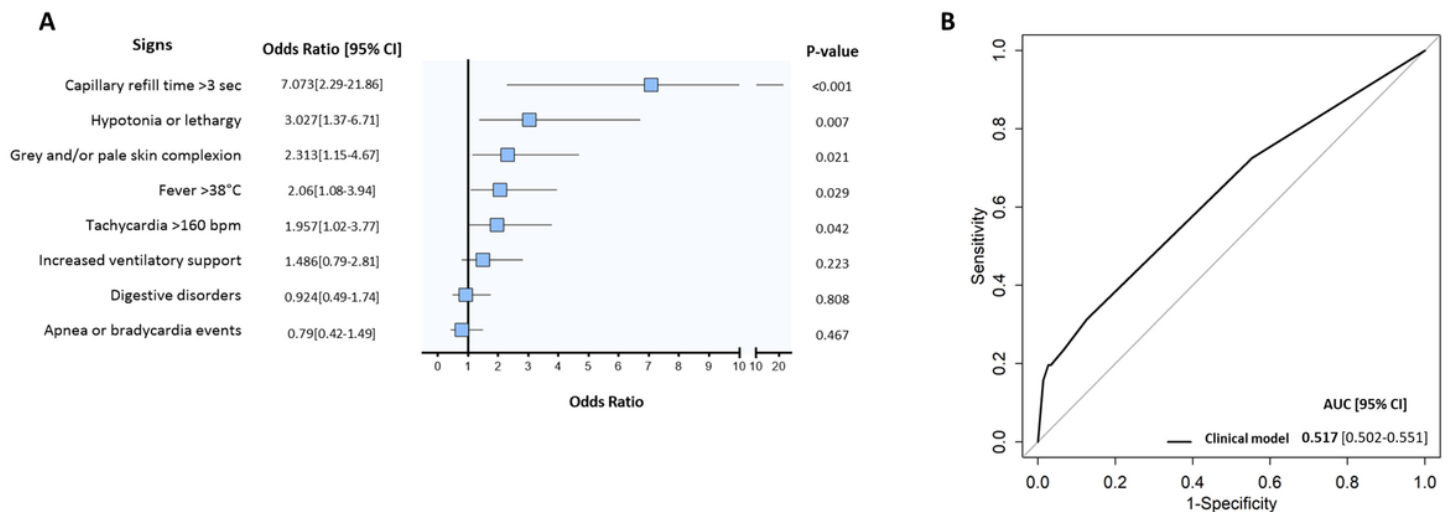 A
Signs Odds Ratio [95% CI] P-value
Capillary refill time >3 sec 7.073[2.29-21.86] <0.001
Hypotonia or lethargy 3.027[1.37-6.71] 0.007
Grey and/or pale skin complexion 2.313[1.15-4.67] 0.021
Fever >38°C 2.06[1.08-3.94] 0.029
Tachycardia >160 bpm 1.957[1.02-3.77] 0.042
Increased ventilatory support 1.486[0.79-2.81] 0.223
Digestive disorders 0.924[0.49-1.74] 0.808
Apnea or bradycardia events 0.79[0.42-1.49] 0.467
0 1 2 3 4 5 6 7 8 9 10 10 20
Odds Ratio
B
1.0
0.8
0.6
0.4
0.2
0.0
Sensitivity
AUC [95% CI]
Clinical model 0.517 [0.502-0.551]
0.0 0.2 0.4 0.6 0.8 1.0
1-Specificity